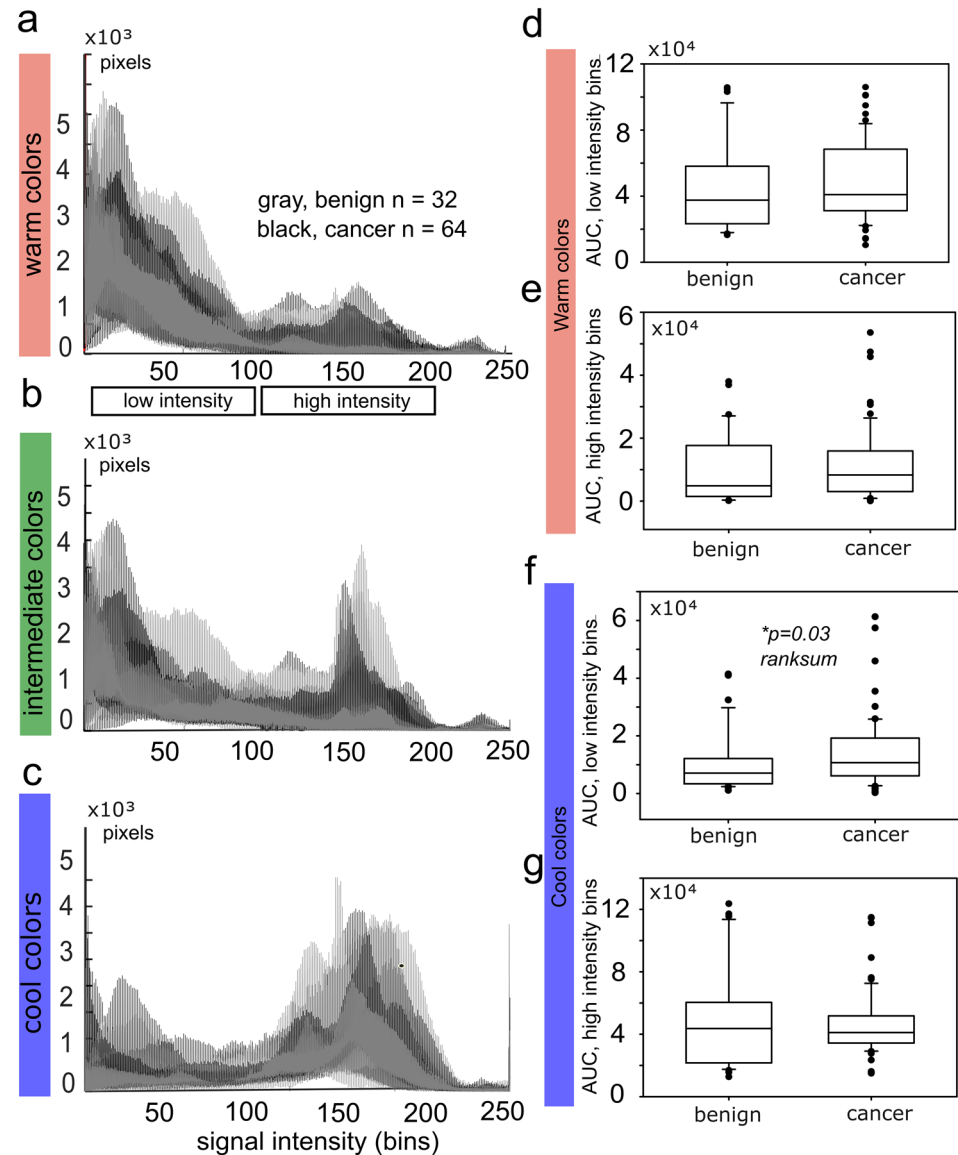 a
x10³
pixels
warm colors
5
4
3
2
1
0
gray, benign n = 32
black, cancer n = 64
50 100 150 200 250
low intensity
high intensity
b
x10³
pixels
intermediate colors
5
4
3
2
1
0
50 100 150 200 250
c
x10³
pixels
cool colors
5
4
3
2
1
0
50 100 150 200 250
signal intensity (bins)
d
Warm colors
x10⁴
AUC, low intensity bins
12
8
4
0
benign cancer
e
x10⁴
AUC, high intensity bins
6
4
2
0
benign cancer
f
Cool colors
x10⁴
AUC, low intensity bins
6
4
2
0
*p=0.03
ranksum
benign cancer
g
x10⁴
AUC, high intensity bins
12
8
4
0
benign cancer